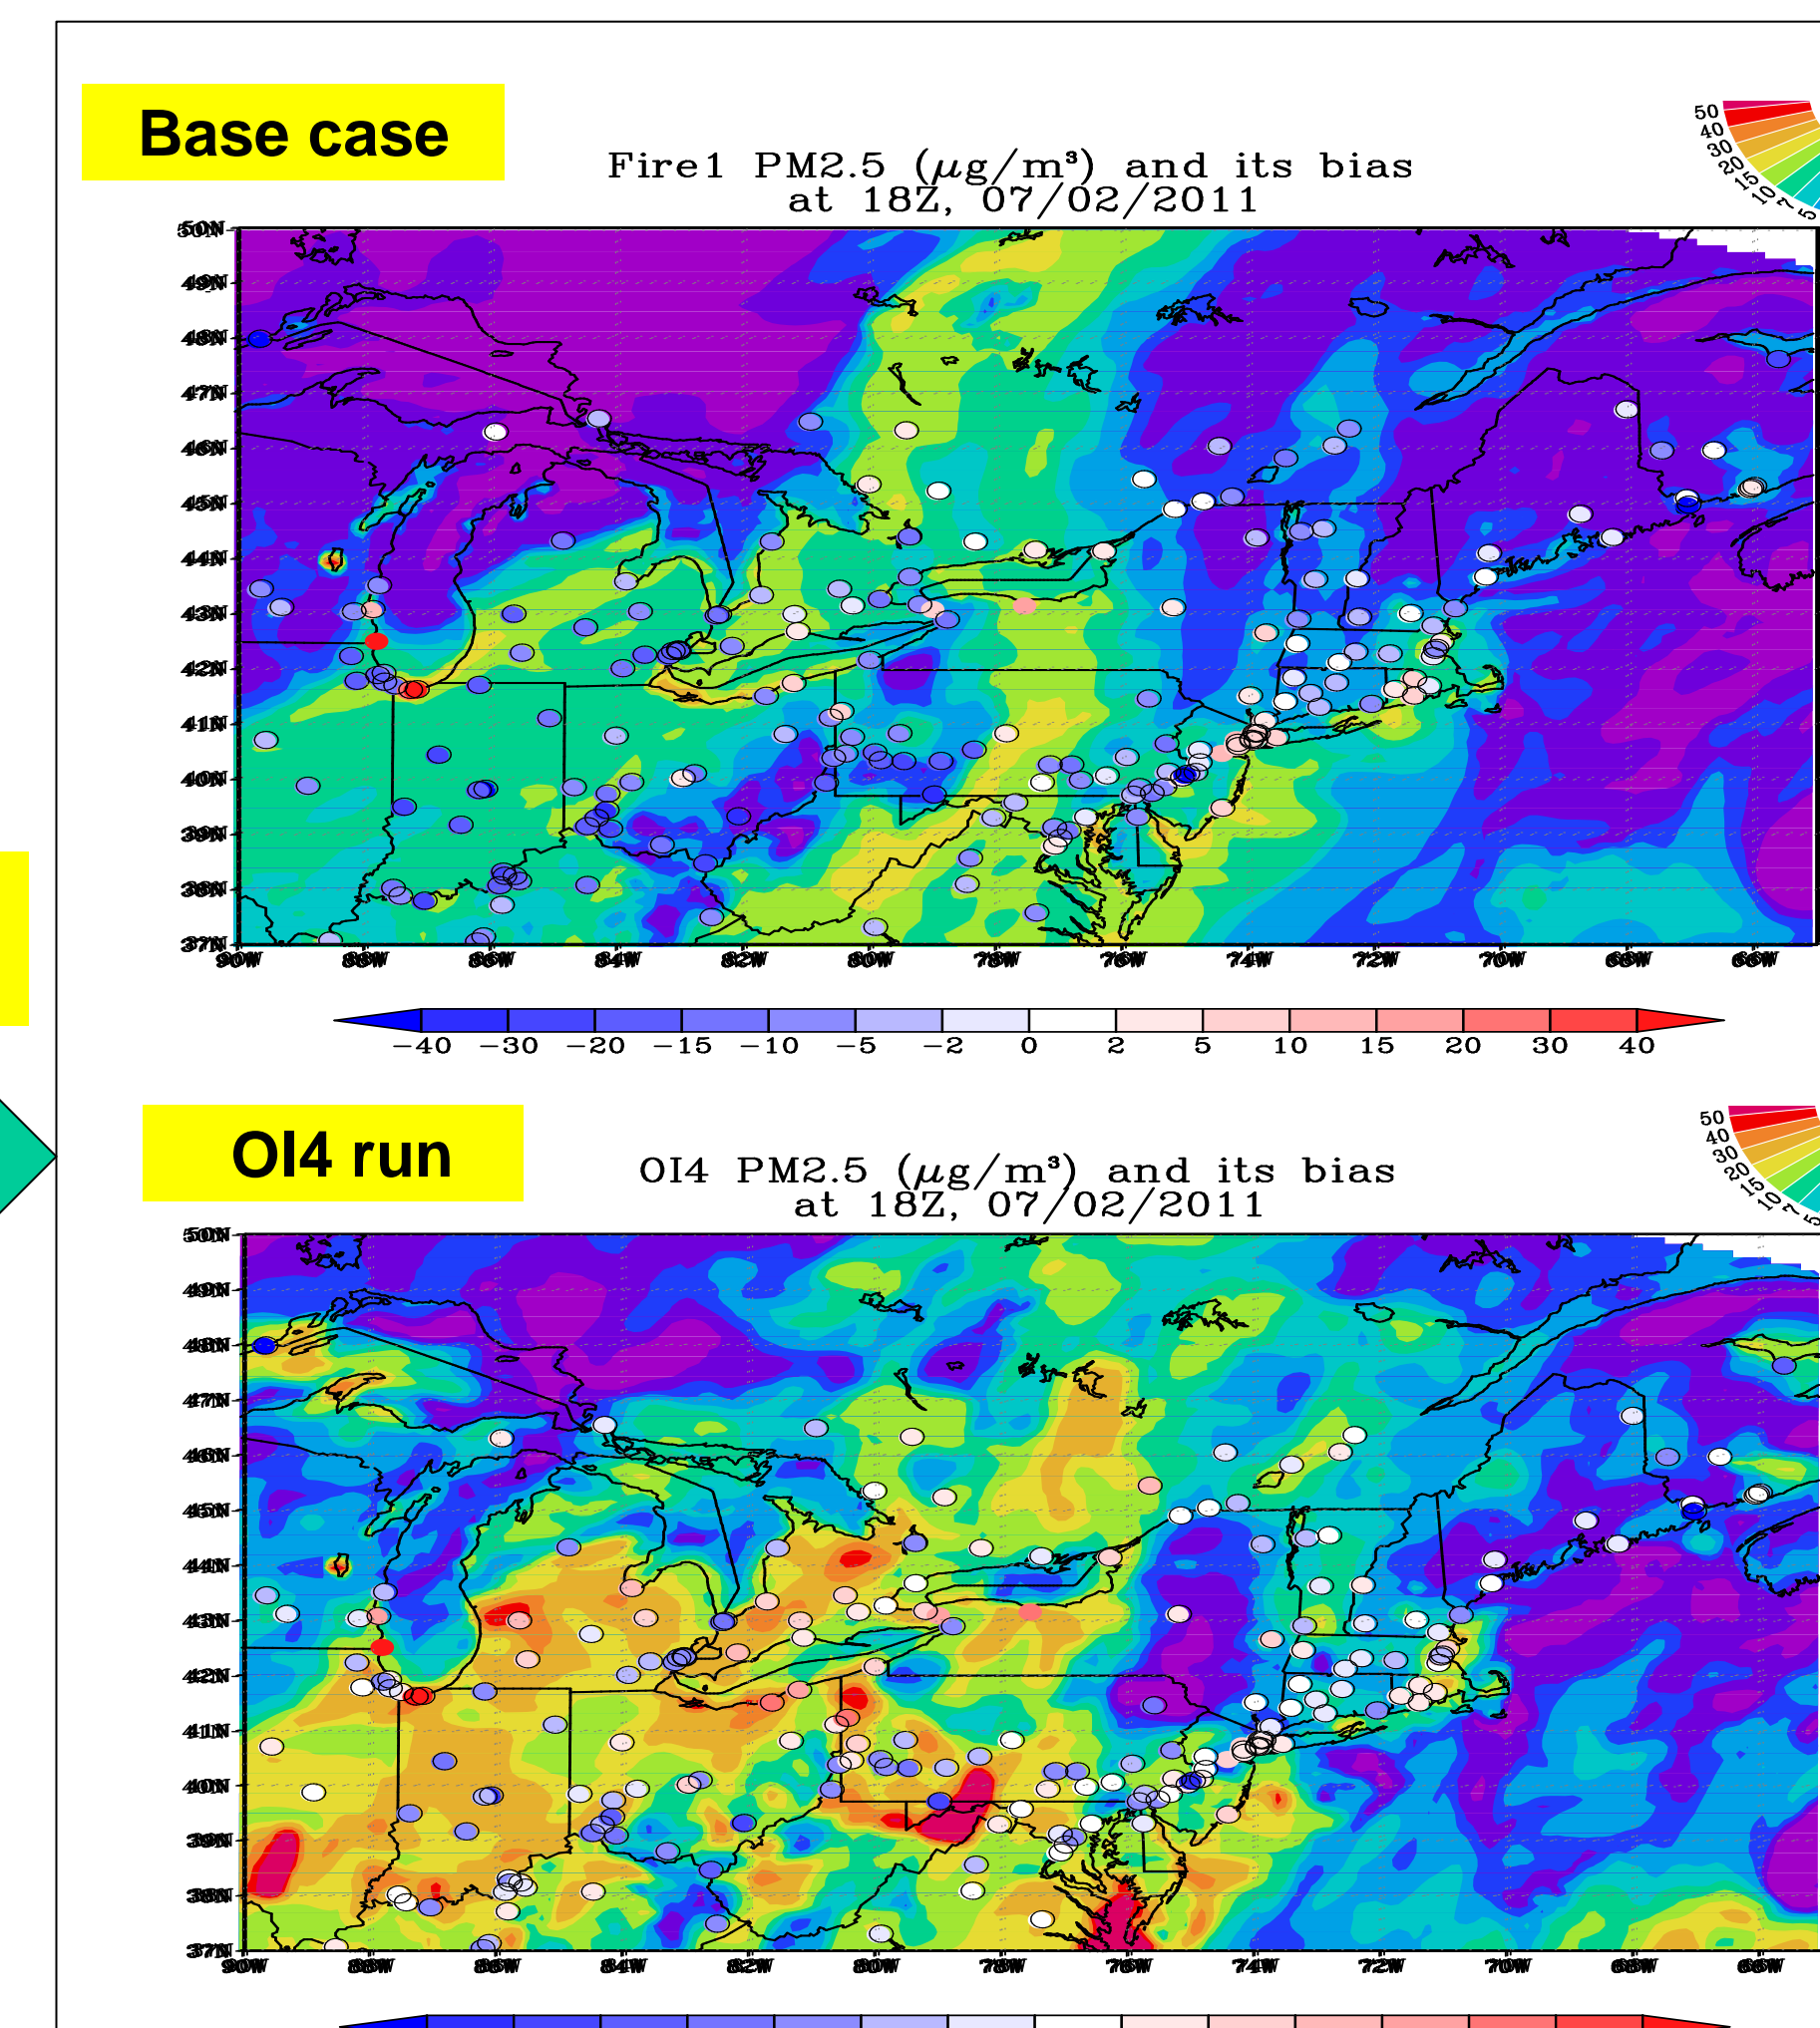 Base case
Fire1 PM2.5 (μg/m³) and its bias
at 18Z, 07/02/2011
50
40
30
20
15
10
7
5
50N
49N
48N
47N
46N
45N
44N
43N
42N
41N
40N
39N
38N
37N
90W 88W 86W 84W 82W 80W 78W 76W 74W 72W 70W 68W 66W
-40 -30 -20 -15 -10 -5 -2 0 2 5 10 15 20 30 40
OI4 run
OI4 PM2.5 (μg/m³) and its bias
at 18Z, 07/02/2011
50
40
30
20
15
10
7
5
50N
49N
48N
47N
46N
45N
44N
43N
42N
41N
40N
39N
38N
37N
90W 88W 86W 84W 82W 80W 78W 76W 74W 72W 70W 68W 66W